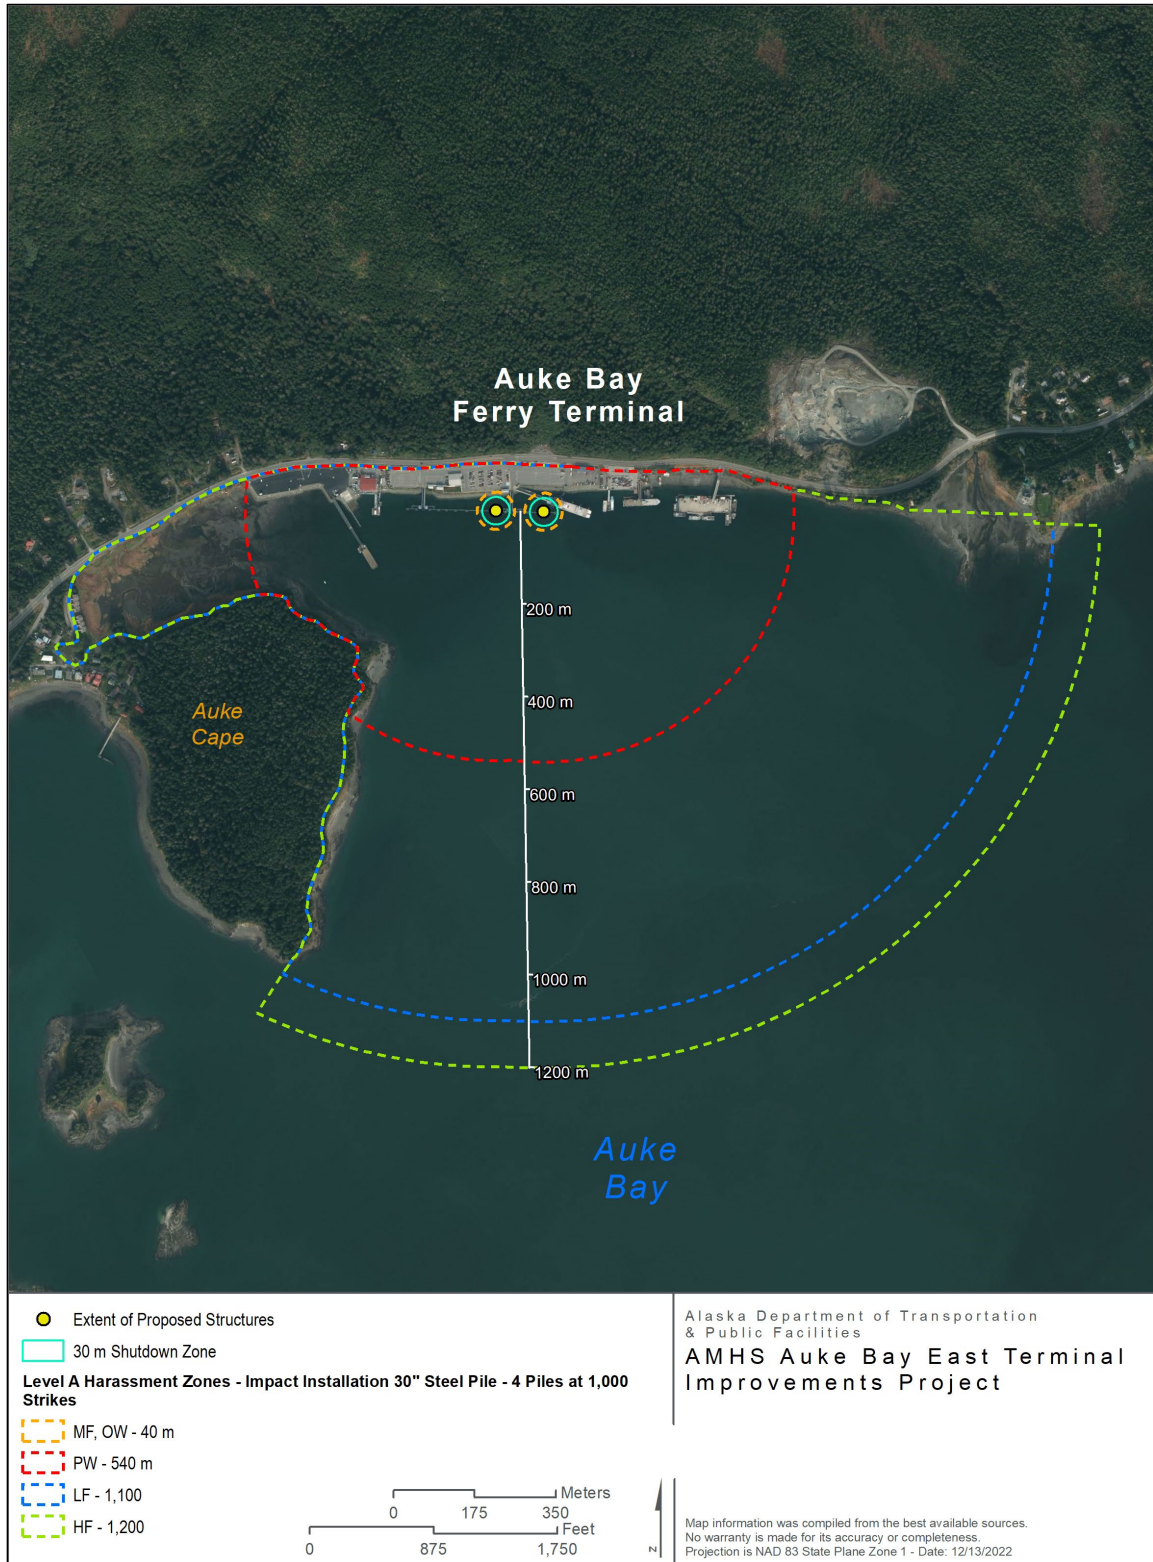 Auke Bay
Ferry Terminal
200 m
400 m
Auke
Cape
600 m
800 m
1000 m
1200 m
Auke
Bay
Extent of Proposed Structures
30 m Shutdown Zone
Level A Harassment Zones - Impact Installation 30" Steel Pile - 4 Piles at 1,000
Strikes
MF, OW - 40 m
PW - 540 m
LF - 1,100
HF - 1,200
Meters
0 175 350
Feet
0 875 1,750
N
Alaska Department of Transportation
& Public Facilities
AMHS Auke Bay East Terminal
Improvements Project
Map information was compiled from the best available sources.
No warranty is made for its accuracy or completeness.
Projection is NAD 83 State Plane Zone 1 - Date: 12/13/2022